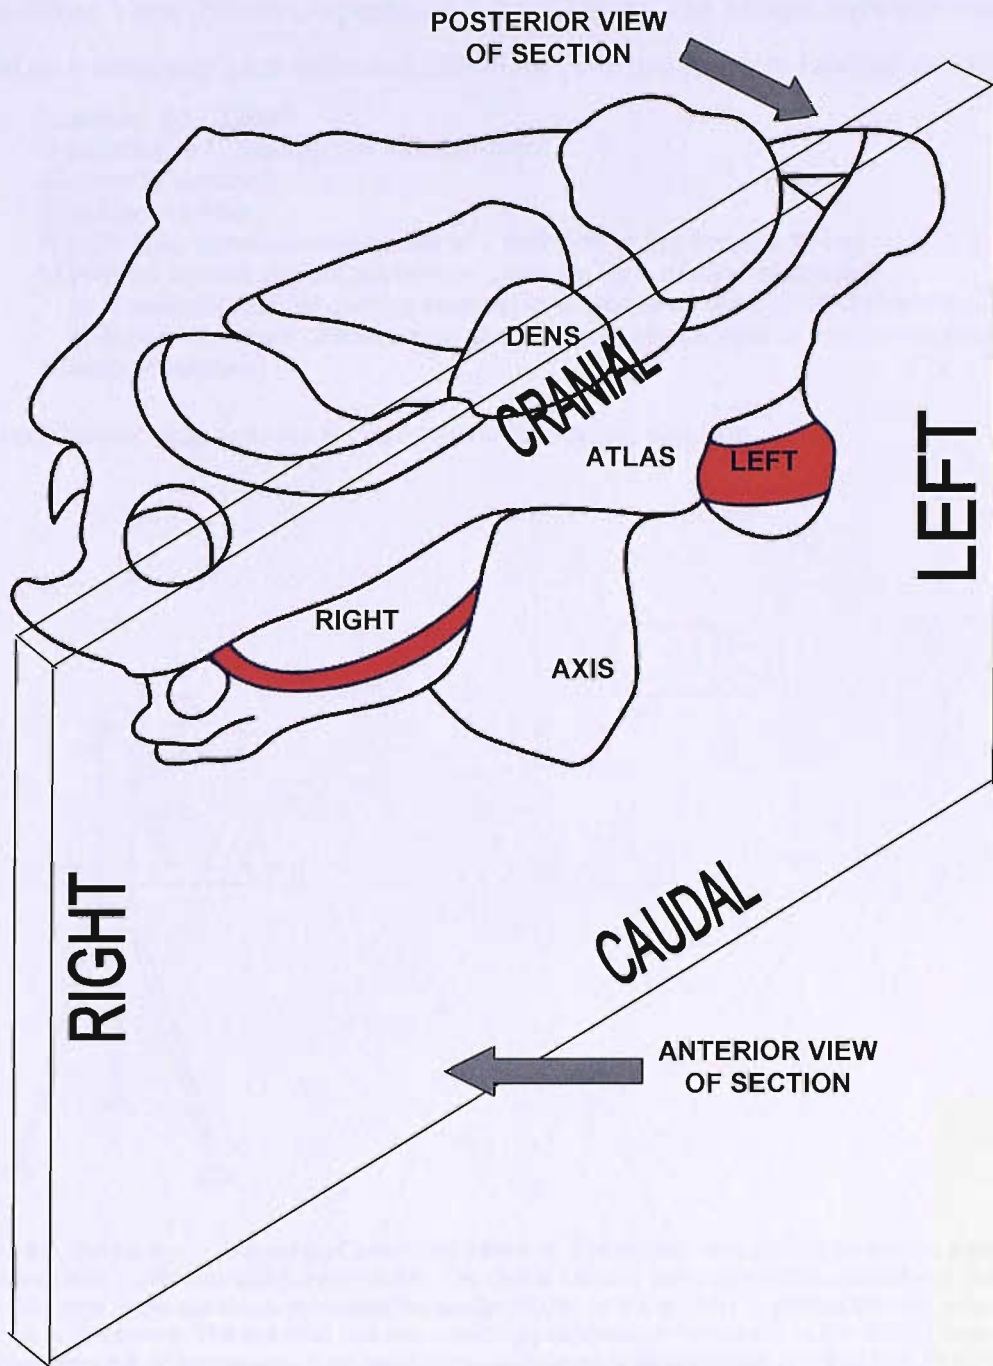 POSTERIOR VIEW
OF SECTION
DENS
CRANIAL
ATLAS
LEFT
LEFT
RIGHT
AXIS
RIGHT
CAUDAL
ANTERIOR VIEW
OF SECTION